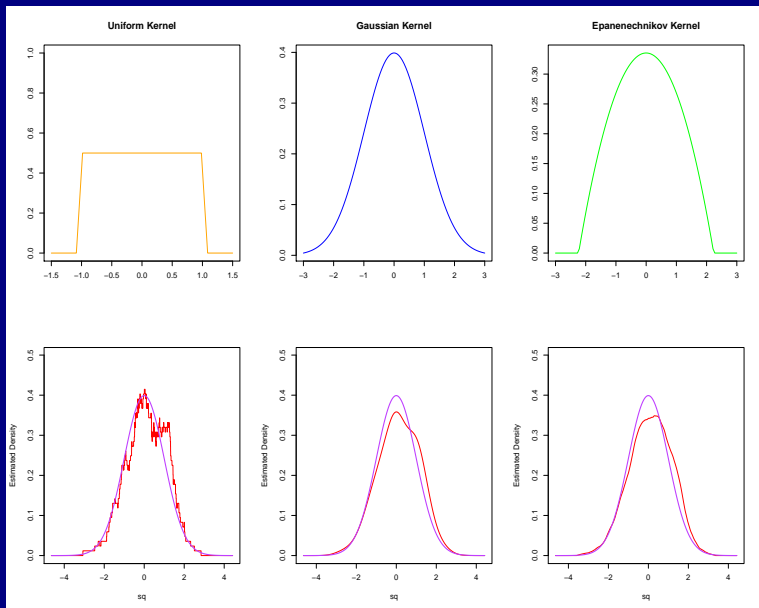 Uniform Kernel
Gaussian Kernel
Epanenechnikov Kernel
1.0
0.8
0.6
0.4
0.2
0.0
−1.5 −1.0 −0.5 0.0 0.5 1.0 1.5
0.4
0.3
0.2
0.1
0.0
−3 −2 −1 0 1 2 3
0.30
0.25
0.20
0.15
0.10
0.05
0.00
−3 −2 −1 0 1 2 3
Estimated Density
0.5
0.4
0.3
0.2
0.1
0.0
−4 −2 0 2 4
sq
Estimated Density
0.5
0.4
0.3
0.2
0.1
0.0
−4 −2 0 2 4
sq
Estimated Density
0.5
0.4
0.3
0.2
0.1
0.0
−4 −2 0 2 4
sq